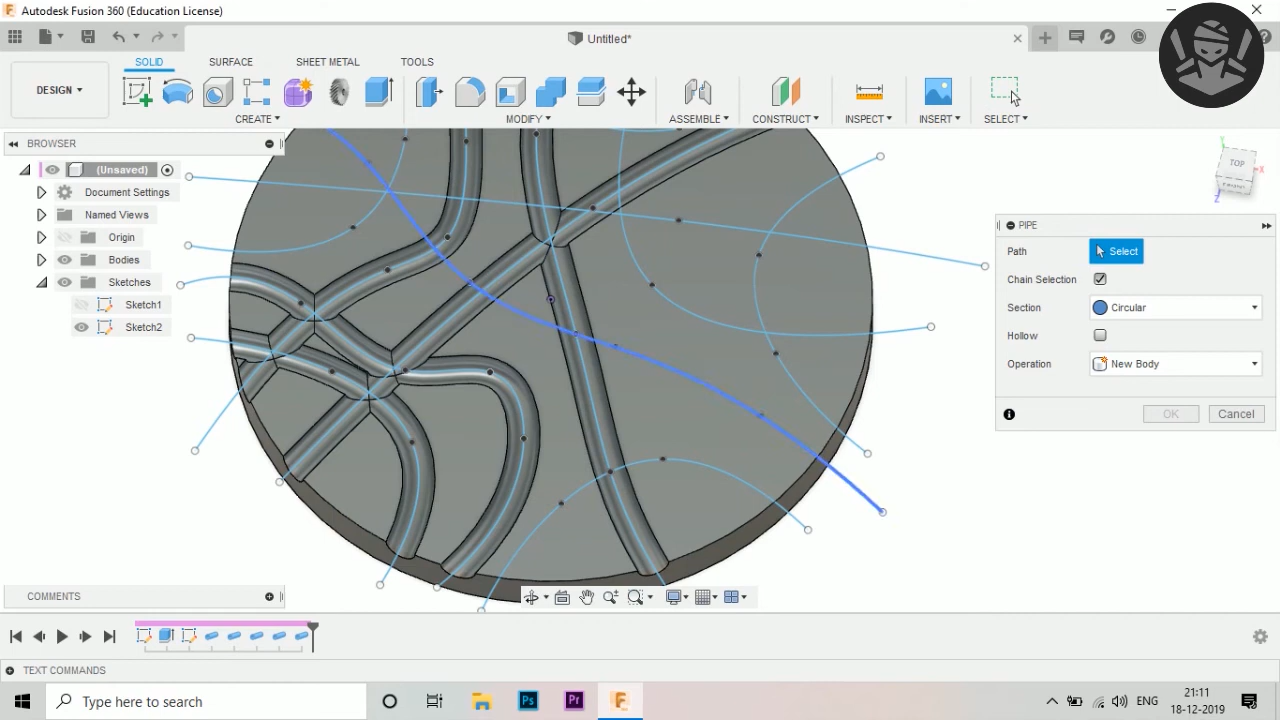 Autodesk Fusion 360 (Education License)
Untitled*
SOLID SURFACE SHEET METAL TOOLS
DESIGN
CREATE MODIFY ASSEMBLE CONSTRUCT INSPECT INSERT SELECT
BROWSER
(Unsaved)
Document Settings
Named Views
Origin
Bodies
Sketches
Sketch1
Sketch2
TOP
X
Y
Z
PIPE
Path Select
Chain Selection
Section Circular
Hollow
Operation New Body
OK Cancel
COMMENTS
TEXT COMMANDS
Type here to search
Ps
Pr
ENG
21:11
18-12-2019